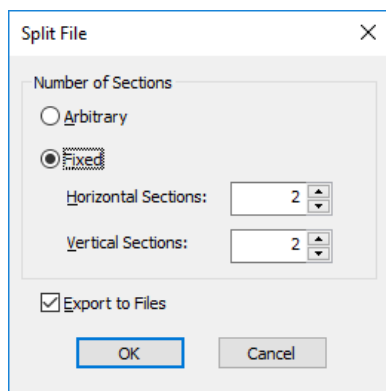 Split File
Number of Sections
Arbitrary
Fixed
Horizontal Sections: 2
Vertical Sections: 2
Export to Files
OK Cancel